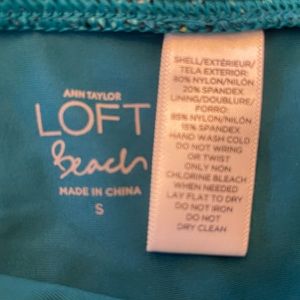 ANN TAYLOR
LOFT
beach
MADE IN CHINA
S
SHELL/EXTÉRIEUR/
TELA EXTERIOR:
80% NYLON/NILÓN
20% SPANDEX
LINING/DOUBLURE/
FORRO:
85% NYLON/NILÓN
15% SPANDEX
HAND WASH COLD
DO NOT WRING
OR TWIST
ONLY NON
CHLORINE BLEACH
WHEN NEEDED
LAY FLAT TO DRY
DO NOT IRON
DO NOT
DRY CLEAN